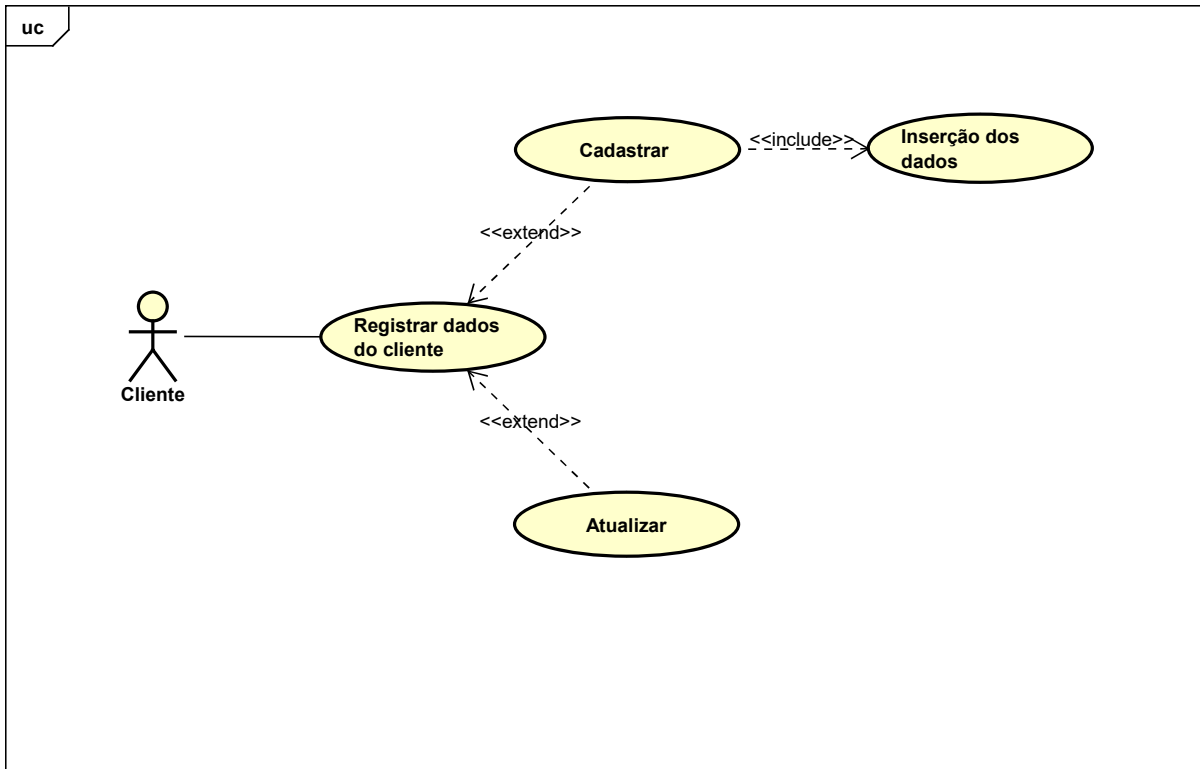 uc
Cadastrar
<<include>>
Inserção dos
dados
<<extend>>
Registrar dados
do cliente
Cliente
<<extend>>
Atualizar